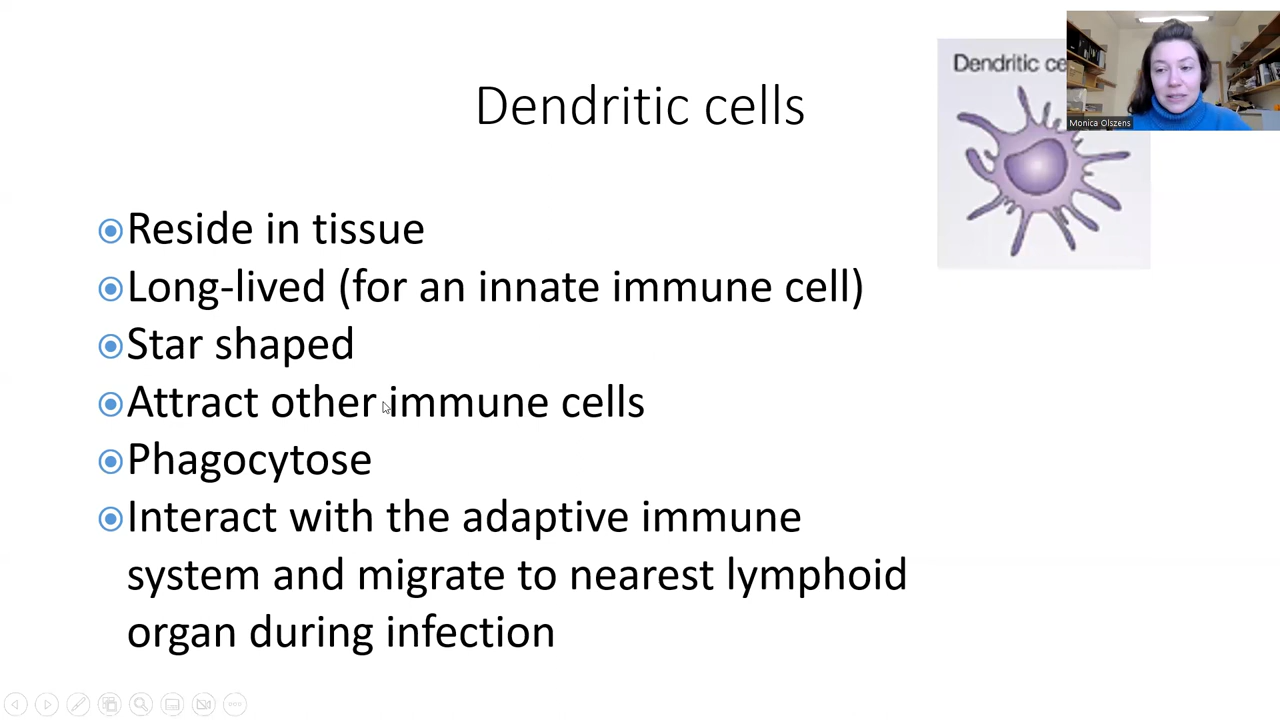 Dendritic ce
Monica Olszens
Dendritic cells
Reside in tissue
Long-lived (for an innate immune cell)
Star shaped
Attract other immune cells
Phagocytose
Interact with the adaptive immune
system and migrate to nearest lymphoid
organ during infection